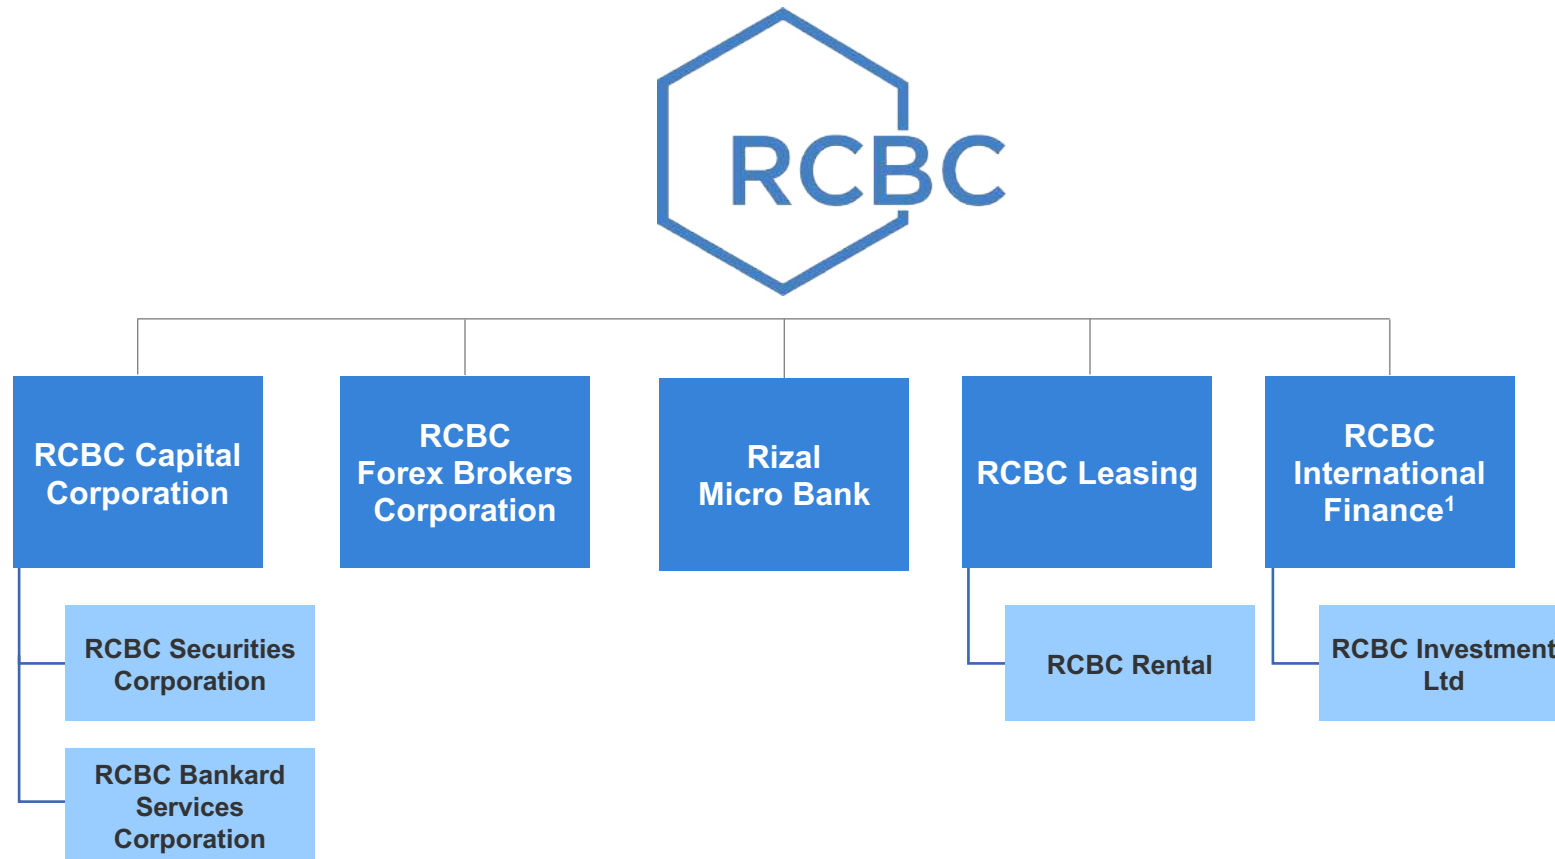 RCBC
RCBC Capital
Corporation
RCBC
Forex Brokers
Corporation
Rizal
Micro Bank
RCBC Leasing
RCBC
International
Finance¹
RCBC Securities
Corporation
RCBC Bankard
Services
Corporation
RCBC Rental
RCBC Investment
Ltd